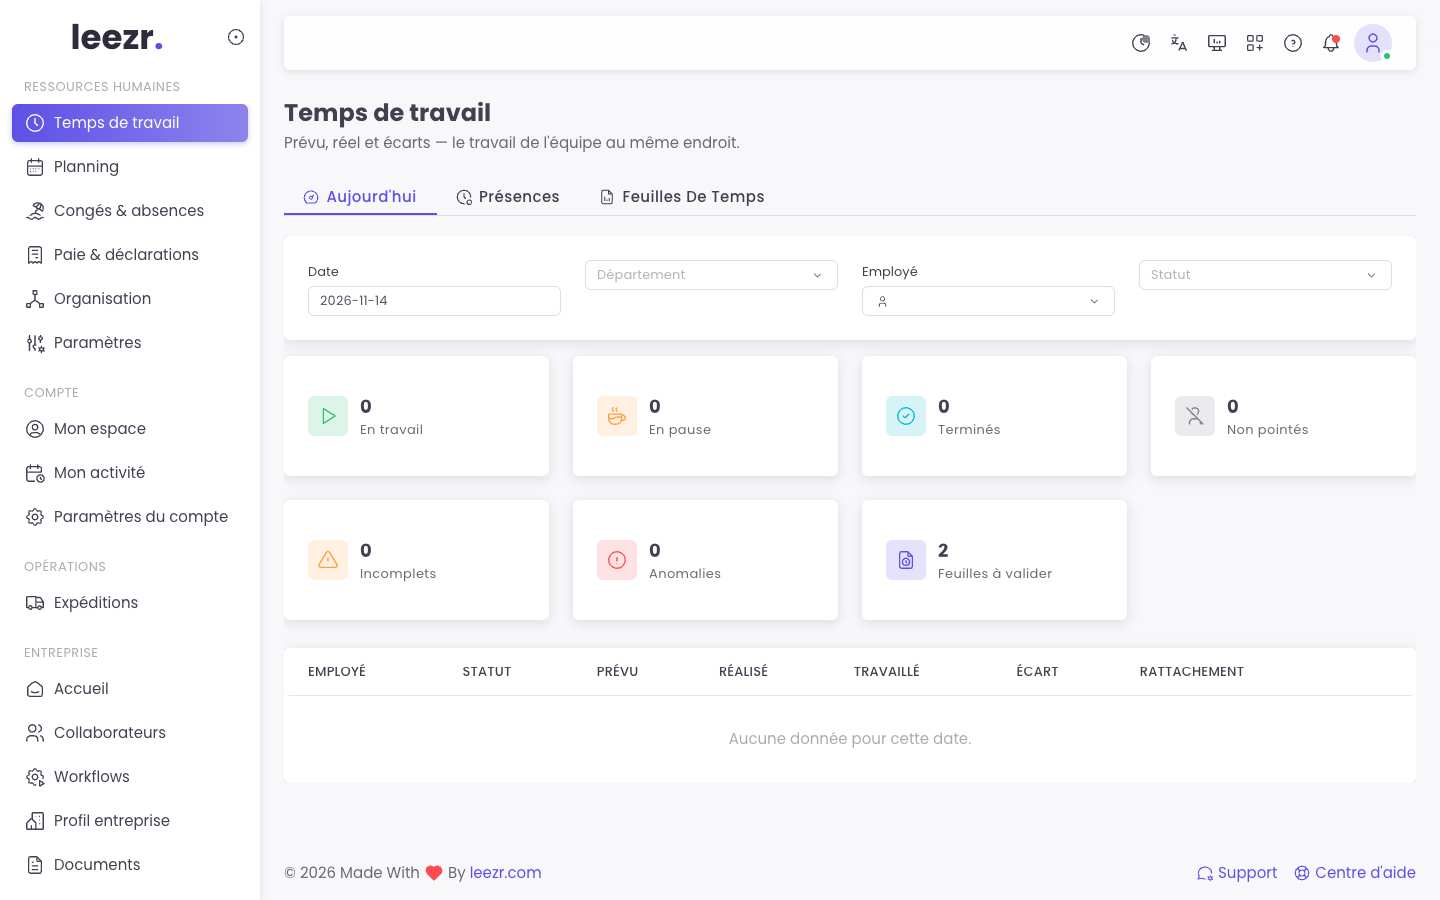 leezr.
RESSOURCES HUMAINES
Temps de travail
Planning
Congés & absences
Paie & déclarations
Organisation
Paramètres
COMPTE
Mon espace
Mon activité
Paramètres du compte
OPÉRATIONS
Expéditions
ENTREPRISE
Accueil
Collaborateurs
Workflows
Profil entreprise
Documents
Temps de travail
Prévu, réel et écarts — le travail de l'équipe au même endroit.
Aujourd'hui
Présences
Feuilles De Temps
Date
2026-11-14
Département
Employé
Statut
0
En travail
0
En pause
0
Terminés
0
Non pointés
0
Incomplets
0
Anomalies
2
Feuilles à valider
EMPLOYÉ STATUT PRÉVU RÉALISÉ TRAVAILLÉ ÉCART RATTACHEMENT
Aucune donnée pour cette date.
© 2026 Made With By leezr.com
Support
Centre d'aide